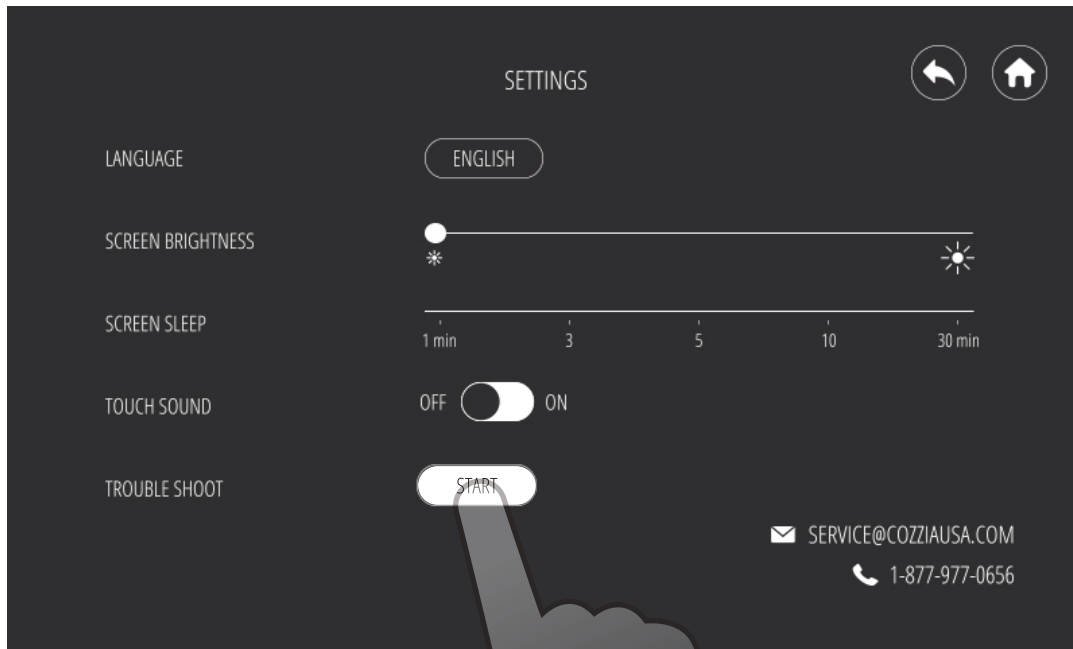 SETTINGS
LANGUAGE ENGLISH
SCREEN BRIGHTNESS
SCREEN SLEEP
1 min 3 5 10 30 min
TOUCH SOUND OFF ON
TROUBLE SHOOT START
SERVICE@COZZIAUSA.COM
1-877-977-0656